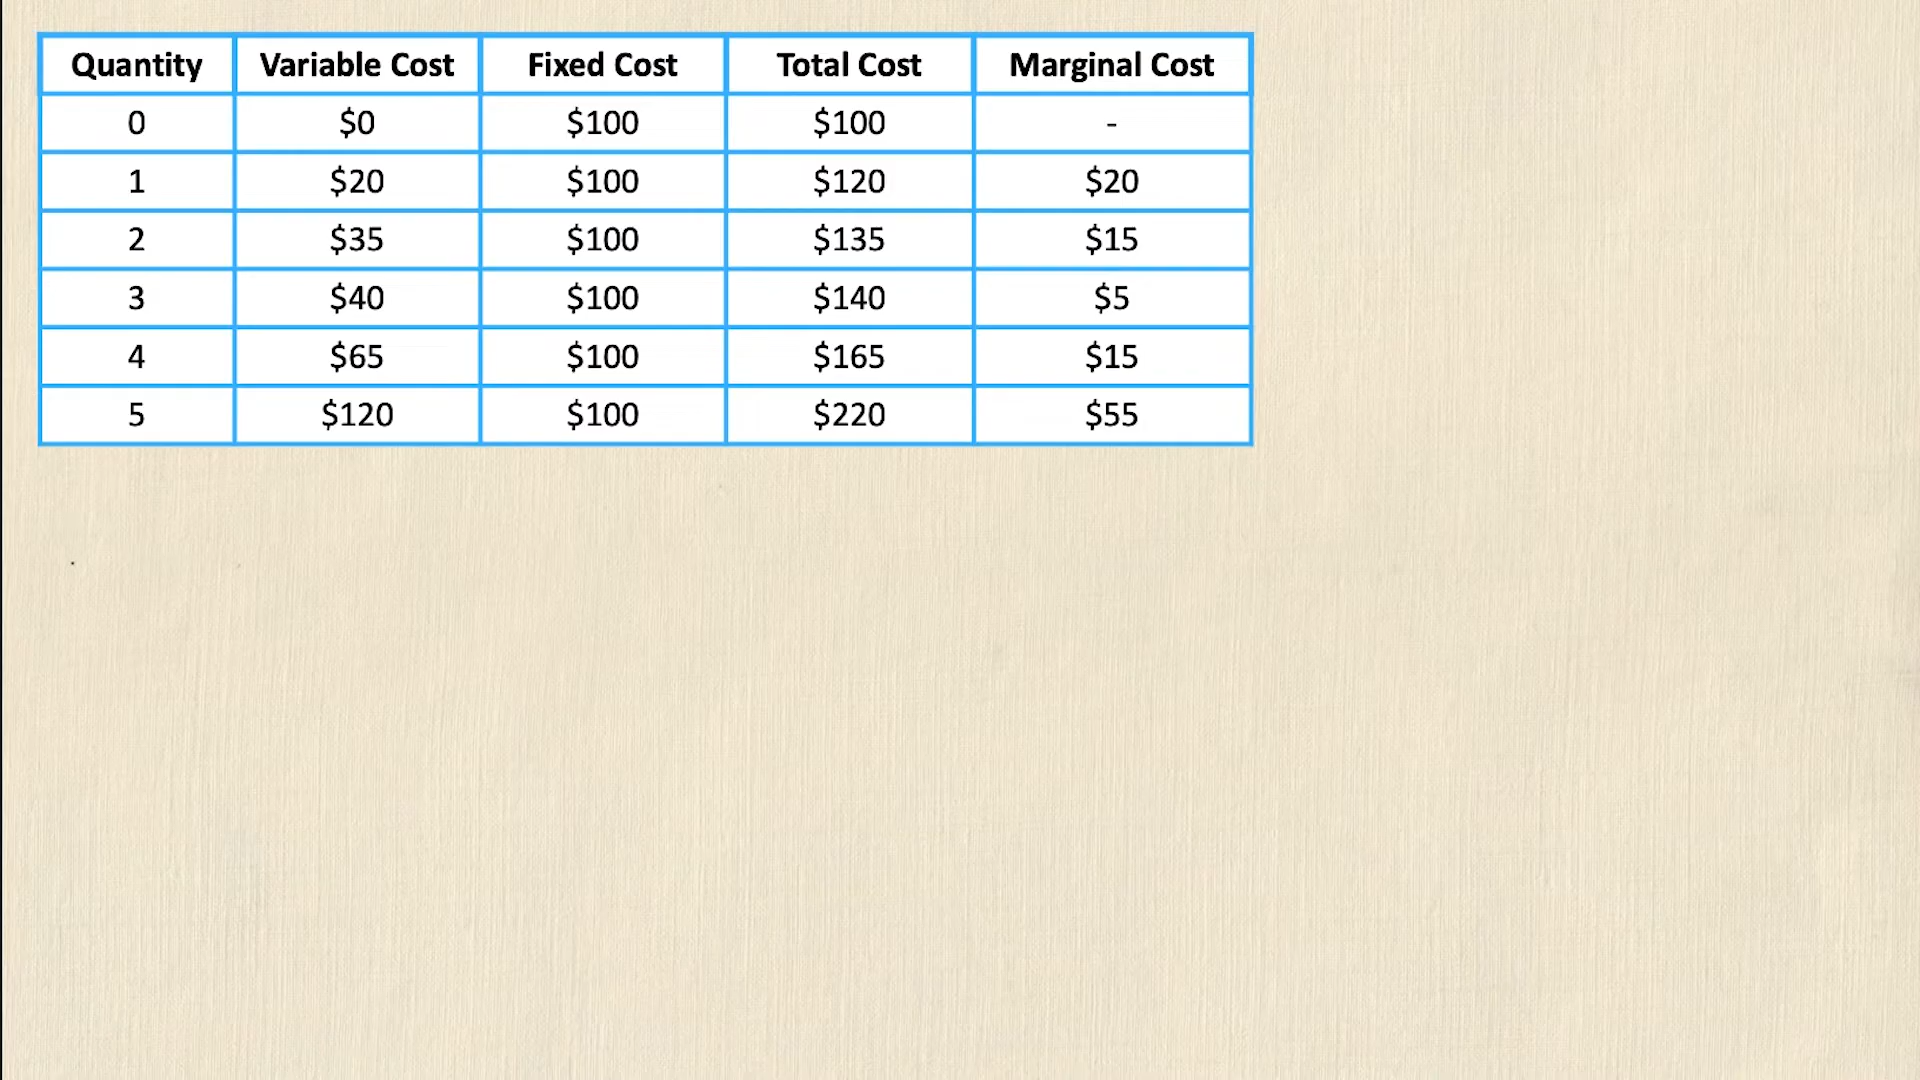 Quantity Variable Cost Fixed Cost Total Cost Marginal Cost
0 $0 $100 $100 -
1 $20 $100 $120 $20
2 $35 $100 $135 $15
3 $40 $100 $140 $5
4 $65 $100 $165 $15
5 $120 $100 $220 $55